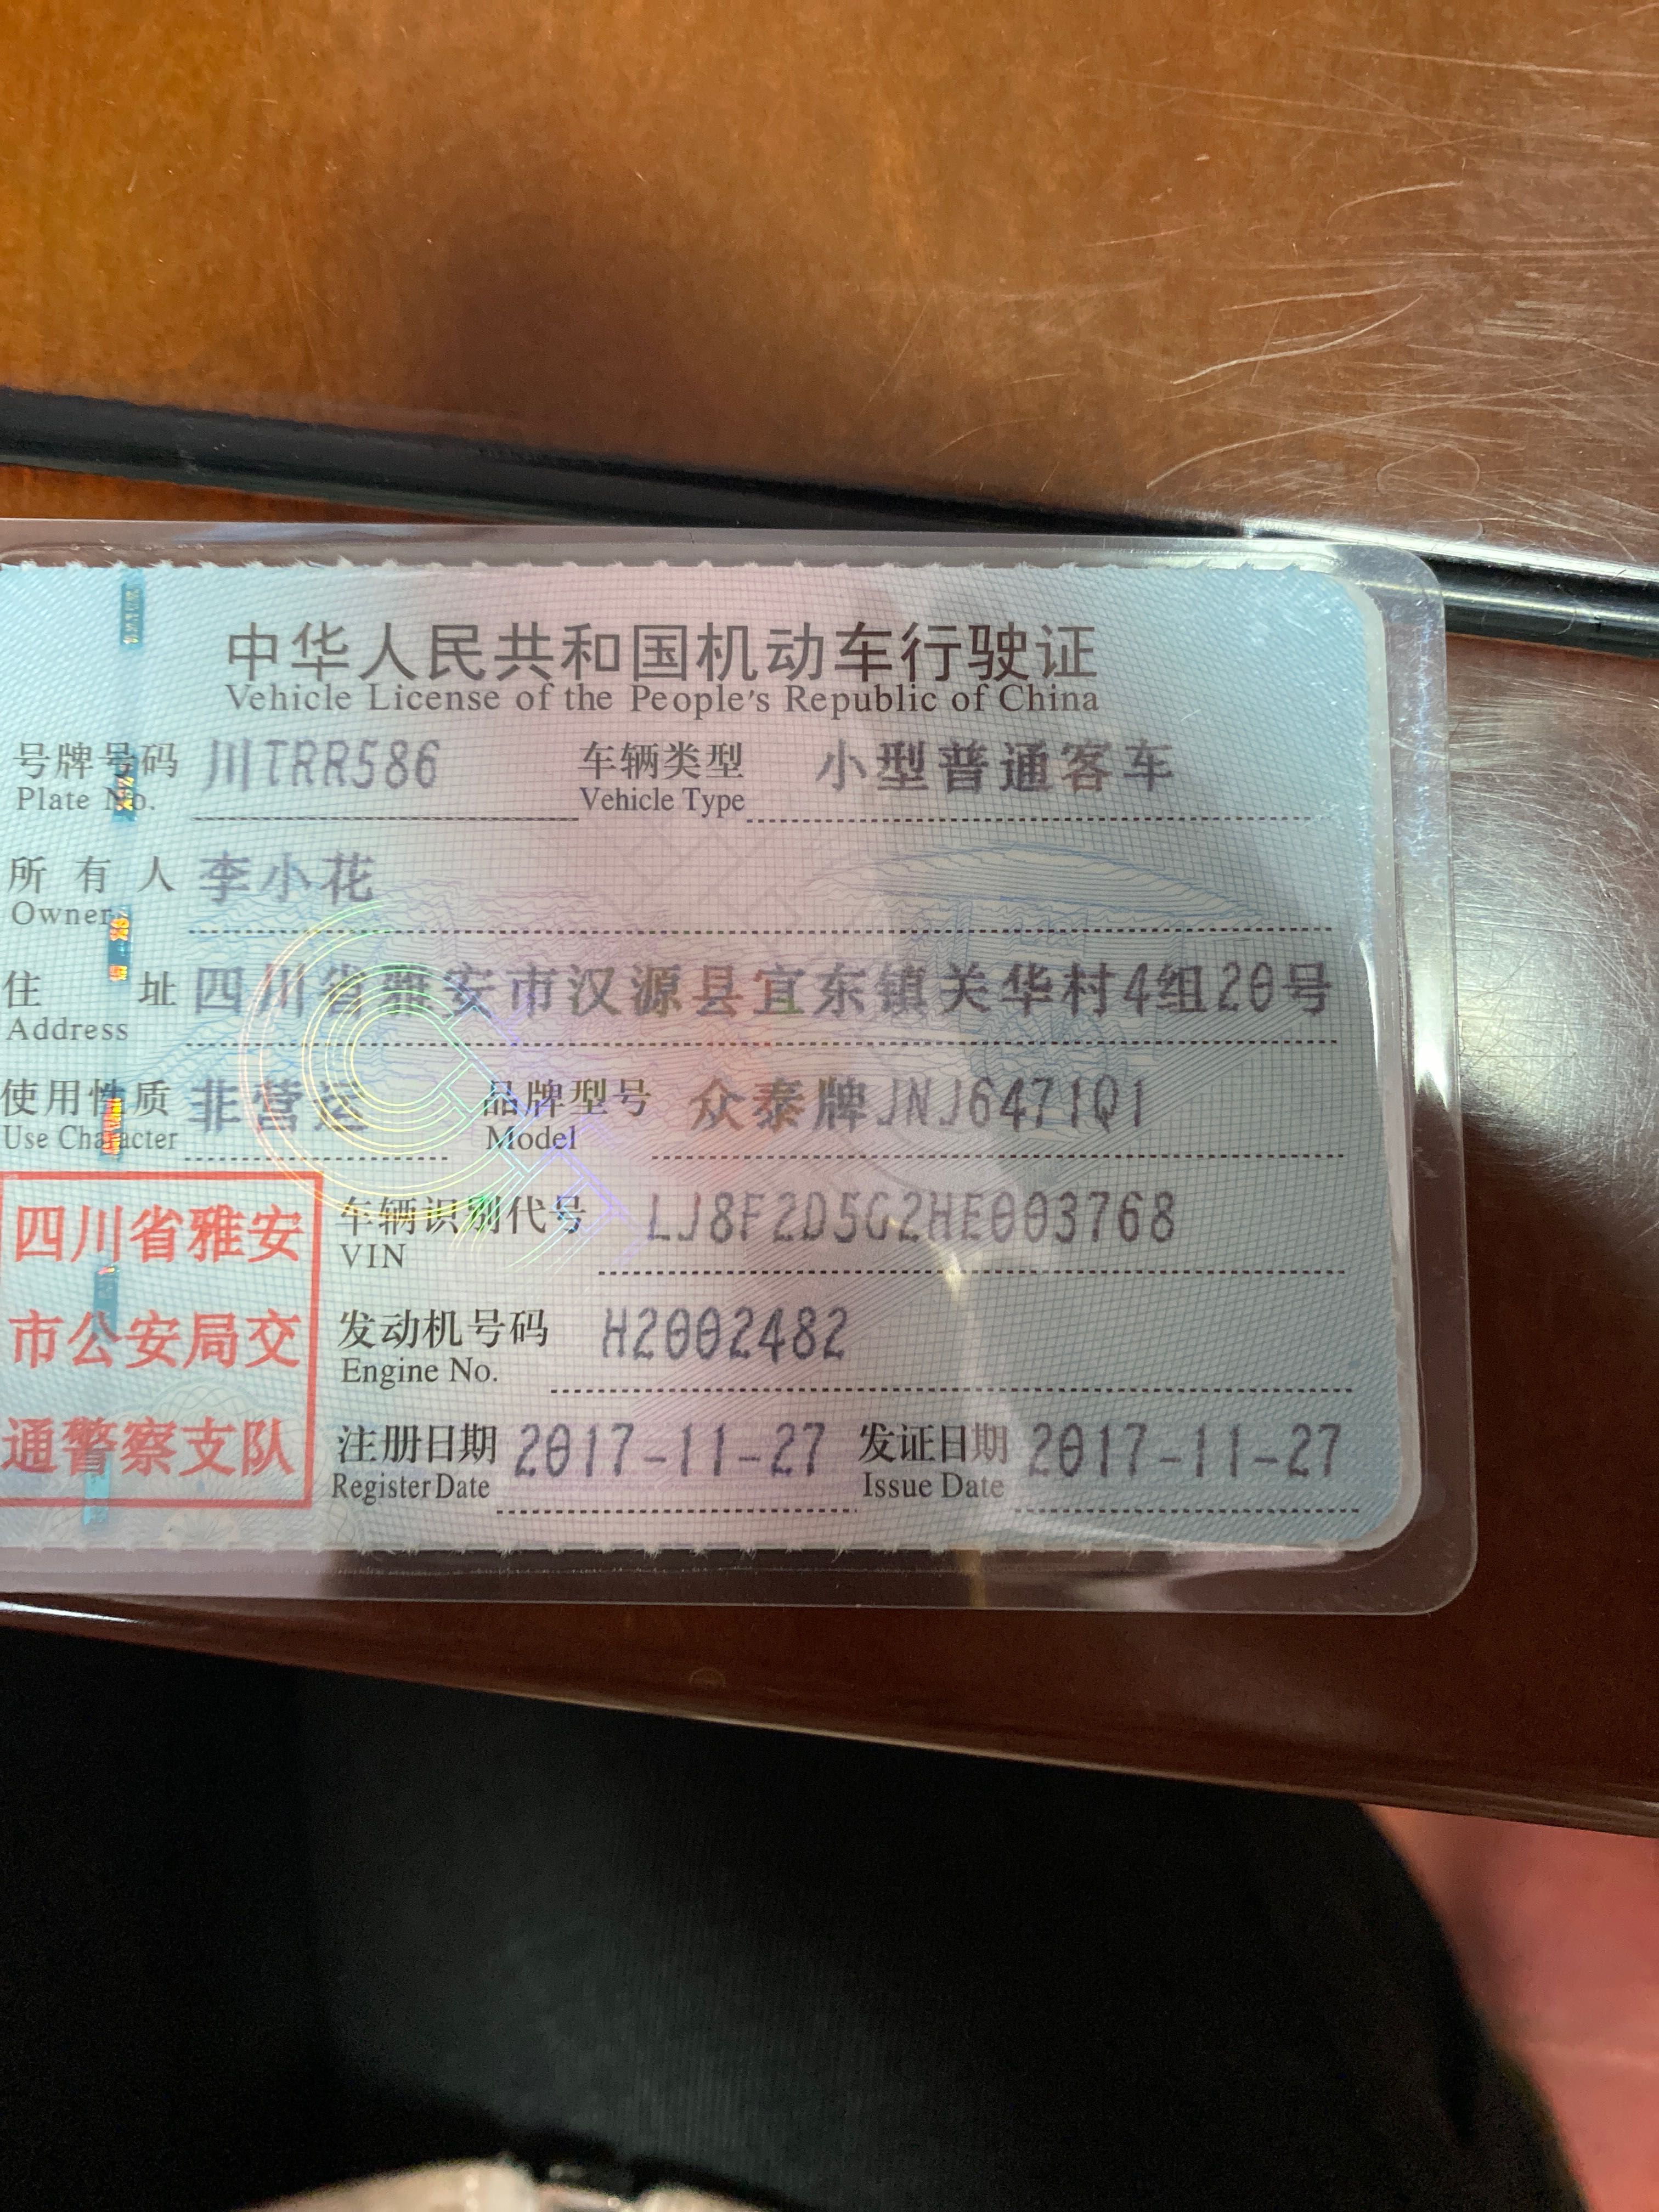 中华人民共和国机动车行驶证
Vehicle License of the People's Republic of China
号牌号码 川TRR586 车辆类型 小型普通客车
Plate No. Vehicle Type
所有人 李小花
Owner
住址 四川省雅安市汉源县宜东镇关华村4组20号
Address
使用性质 非营运 品牌型号 众泰牌JNJ6471Q1
Use Character Model
四川省雅安
市公安局交
通警察支队
车辆识别代号 LJ8F2D5G2HE003768
VIN
发动机号码 H2002482
Engine No.
注册日期 2017-11-27 发证日期 2017-11-27
Register Date Issue Date